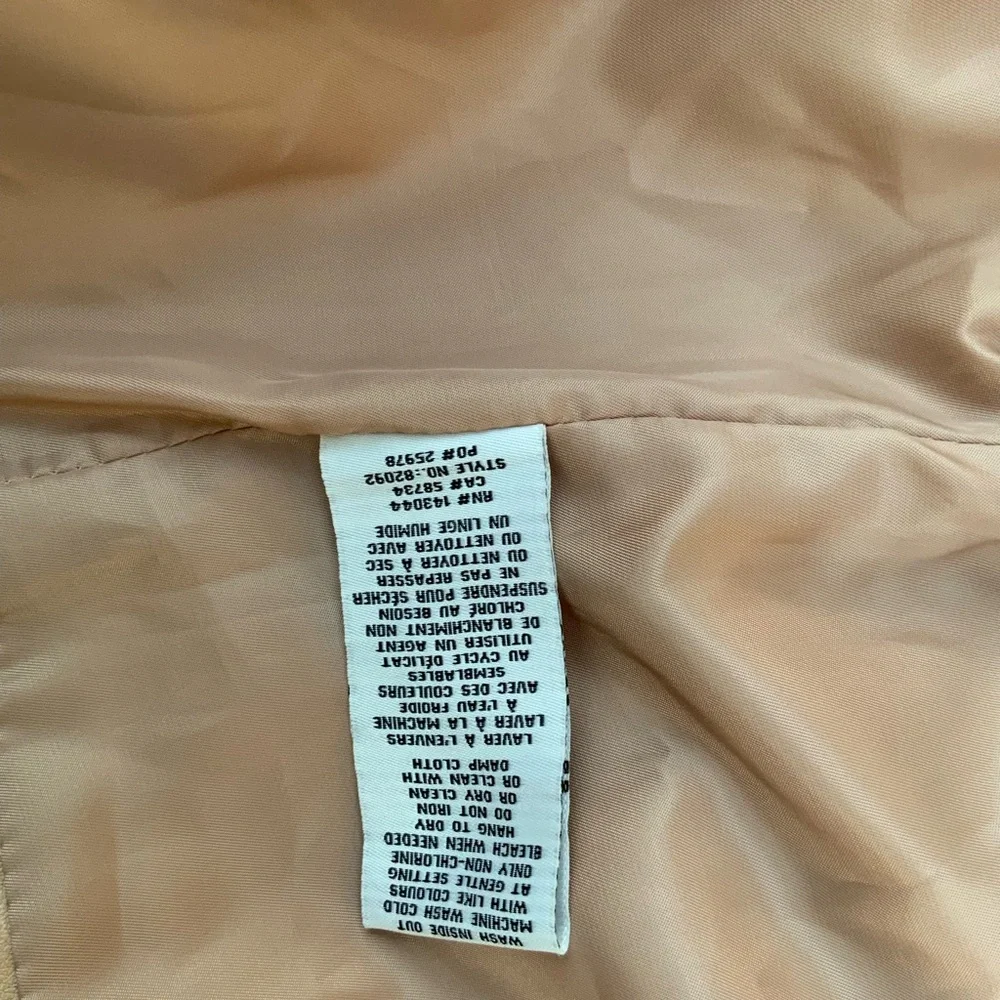 WASH INSIDE OUT
MACHINE WASH COLD
WITH LIKE COLOURS
AT GENTLE SETTING
ONLY NON-CHLORINE
BLEACH WHEN NEEDED
HANG TO DRY
DO NOT IRON
OR DRY CLEAN
OR CLEAN WITH
DAMP CLOTH
LAVER À L'ENVERS
LAVER À LA MACHINE
À L'EAU FROIDE
AVEC DES COULEURS
SEMBLABLES
AU CYCLE DÉLICAT
UTILISER UN AGENT
DE BLANCHIMENT NON
CHLORÉ AU BESOIN
SUSPENDRE POUR SÉCHER
NE PAS REPASSER
OU NETTOYER À SEC
OU NETTOYER AVEC
UN LINGE HUMIDE
RN# 143044
CA# 58734
STYLE NO.:82092
PO# 25978